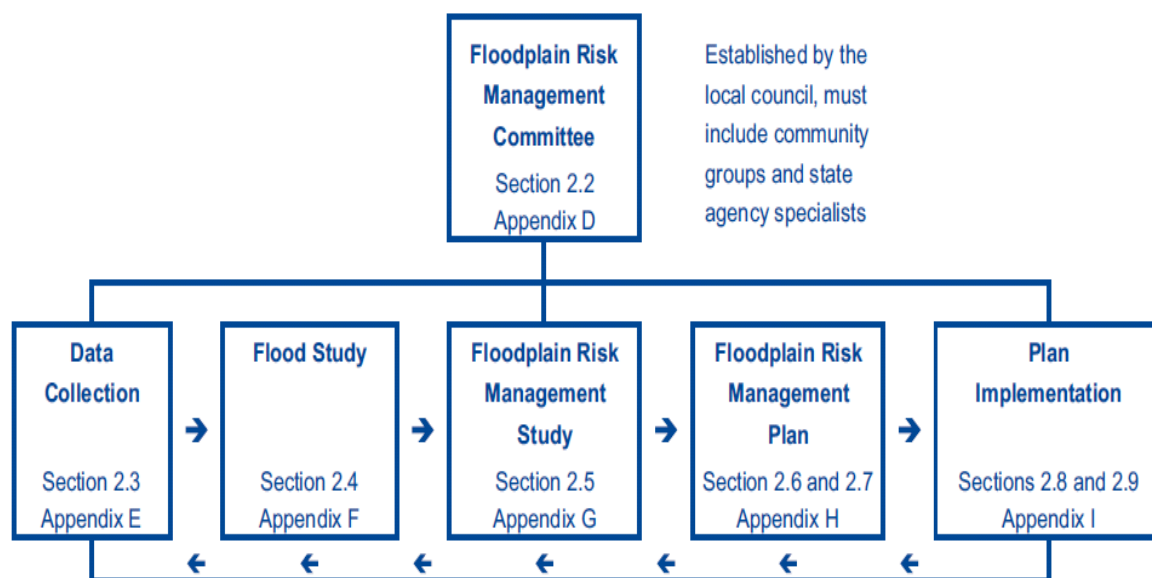 Floodplain Risk
Management
Committee
Section 2.2
Appendix D
Established by the
local council, must
include community
groups and state
agency specialists
Data
Collection
Section 2.3
Appendix E
Flood Study
Section 2.4
Appendix F
Floodplain Risk
Management
Study
Section 2.5
Appendix G
Floodplain Risk
Management
Plan
Section 2.6 and 2.7
Appendix H
Plan
Implementation
Sections 2.8 and 2.9
Appendix I